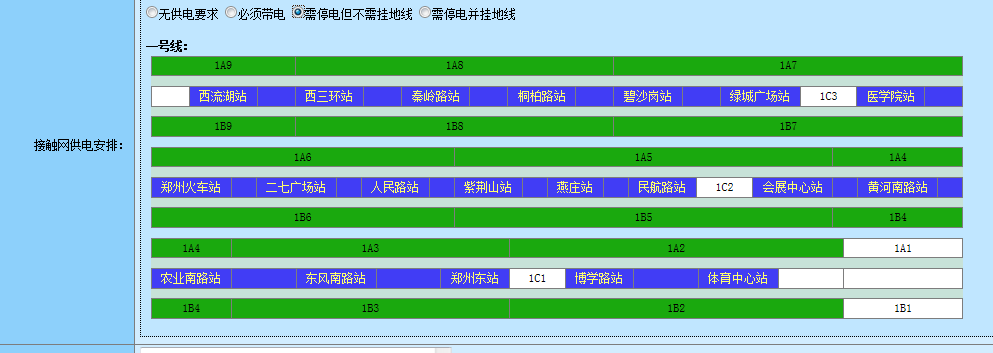 无供电要求 必须带电 需停电但不需挂地线 需停电并挂地线
一号线：
1A9 1A8 1A7
西流湖站 西三环站 秦岭路站 桐柏路站 碧沙岗站 绿城广场站 1C3 医学院站
1B9 1B8 1B7
接触网供电安排：
1A6 1A5 1A4
郑州火车站 二七广场站 人民路站 紫荆山站 燕庄站 民航路站 1C2 会展中心站 黄河南路站
1B6 1B5 1B4
1A4 1A3 1A2 1A1
农业南路站 东风南路站 郑州东站 1C1 博学路站 体育中心站
1B4 1B3 1B2 1B1